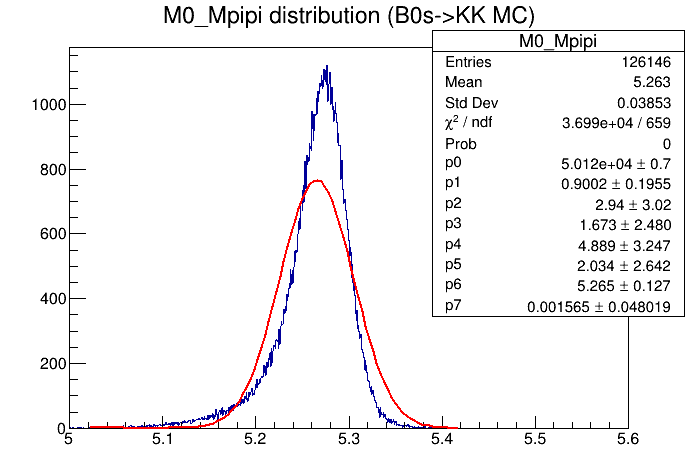 M0_Mpipi distribution (B0s->KK MC)
M0_Mpipi
Entries 126146
Mean 5.263
Std Dev 0.03853
χ² / ndf 3.699e+04 / 659
Prob 0
p0 5.012e+04 ± 0.7
p1 0.9002 ± 0.1955
p2 2.94 ± 3.02
p3 1.673 ± 2.480
p4 4.889 ± 3.247
p5 2.034 ± 2.642
p6 5.265 ± 0.127
p7 0.001565 ± 0.048019
1000
800
600
400
200
0
5 5.1 5.2 5.3 5.4 5.5 5.6